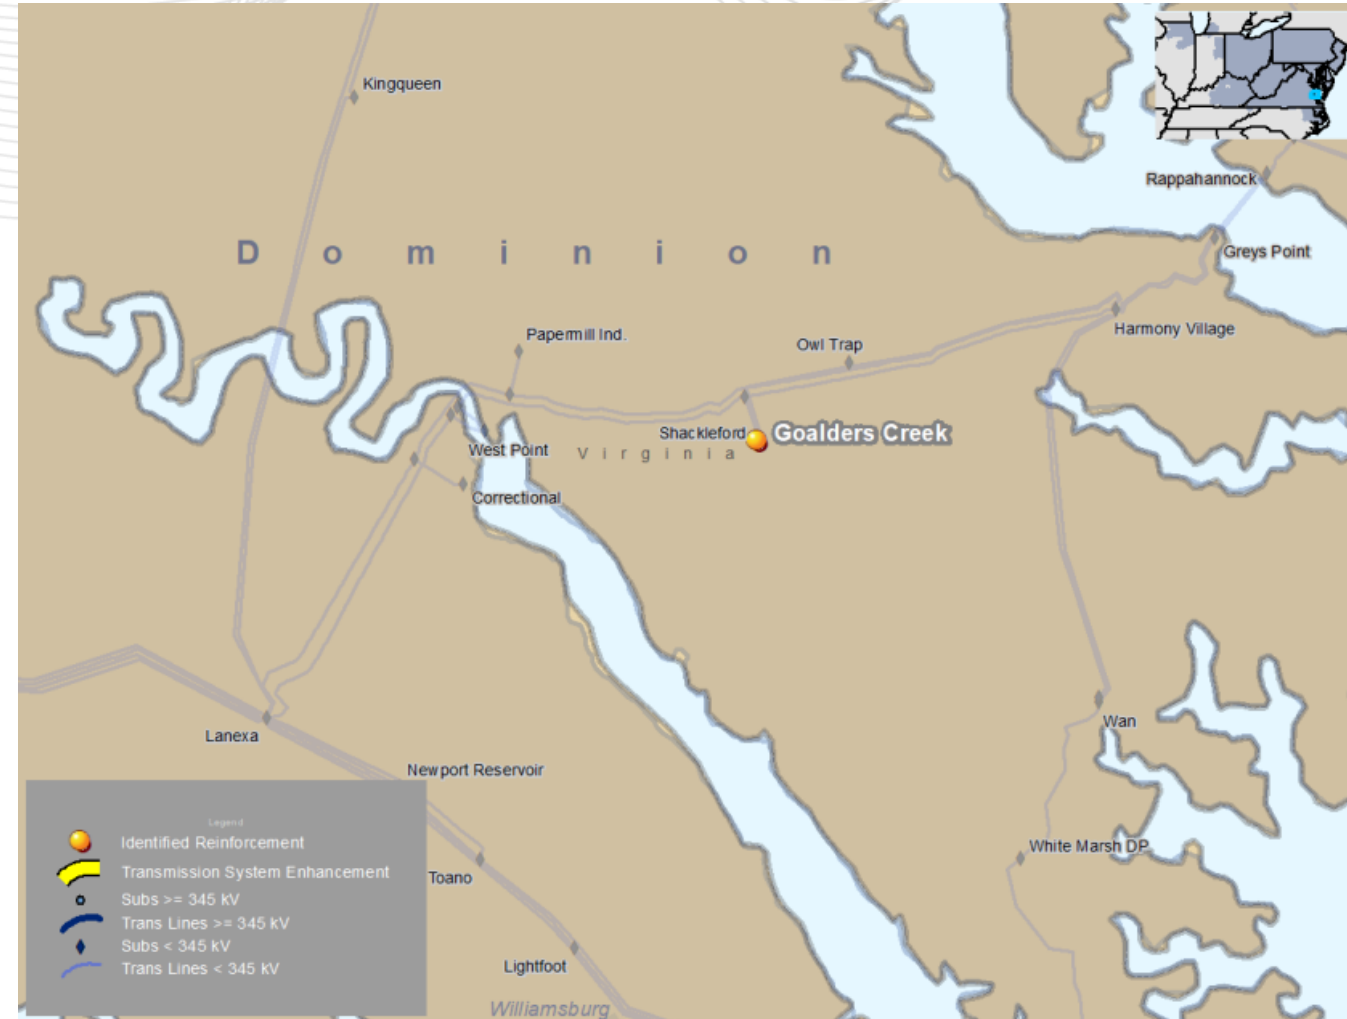 Kingqueen
Rappahannock
Dominion
Greys Point
Harmony Village
Papermill Ind.
Owl Trap
Shackleford
Goalders Creek
West Point
Virginia
Correctional
Wan
Lanexa
Newport Reservoir
Legend
Identified Reinforcement
Transmission System Enhancement
Subs >= 345 kV
Trans Lines >= 345 kV
Subs < 345 kV
Trans Lines < 345 kV
White Marsh DP
Toano
Lightfoot
Williamsburg